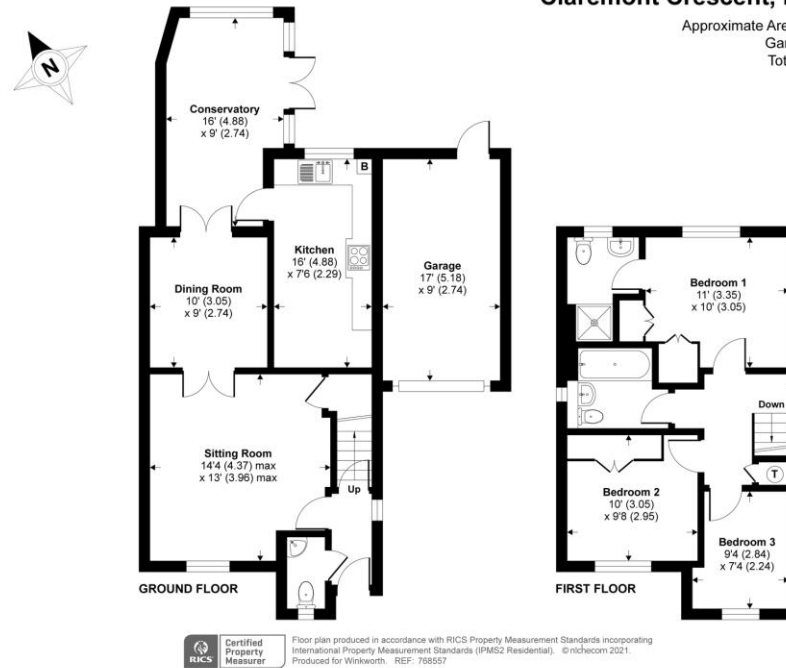 Claremont Crescent,
Approximate
N
Conservatory
16' (4.88)
x 9' (2.74)
B
Kitchen
16' (4.88)
x 7'6 (2.29)
Garage
17' (5.18)
x 9' (2.74)
Dining Room
10' (3.05)
x 9' (2.74)
Sitting Room
14'4 (4.37) max
x 13' (3.96) max
Up
GROUND FLOOR
Bedroom 1
11' (3.35)
x 10' (3.05)
Down
T
Bedroom 2
10' (3.05)
x 9'8 (2.95)
Bedroom 3
9'4 (2.84)
x 7'4 (2.24)
FIRST FLOOR
RICS
Certified
Property
Measurer
Floor plan produced in accordance with RICS Property Measurement Standards incorporating
International Property Measurement Standards (IPMS2 Residential). © nichecom 2021.
Produced for Winkworth. REF: 768557